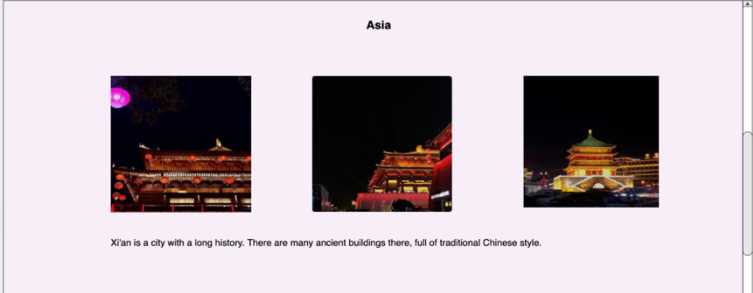 Asia
Xi'an is a city with a long history. There are many ancient buildings there, full of traditional Chinese style.